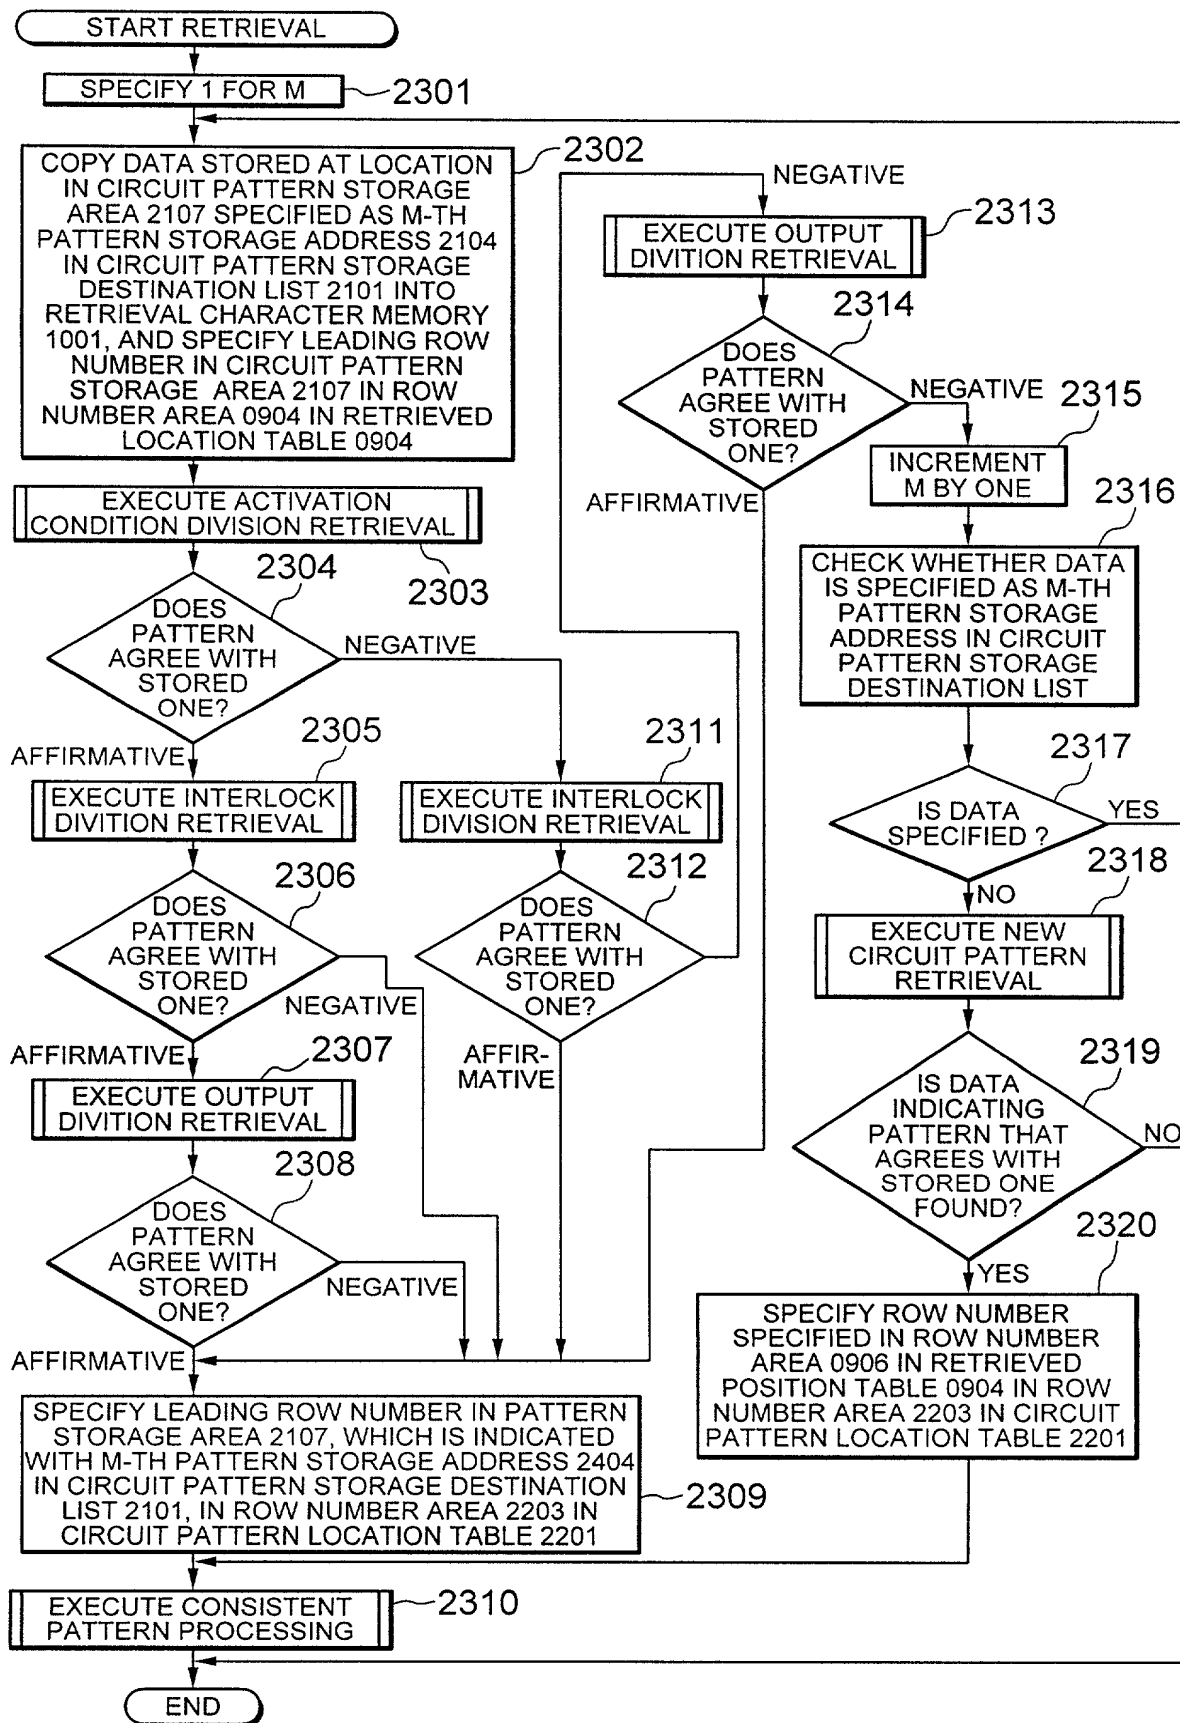 START RETRIEVAL
SPECIFY 1 FOR M
2301
COPY DATA STORED AT LOCATION
IN CIRCUIT PATTERN STORAGE
AREA 2107 SPECIFIED AS M-TH
PATTERN STORAGE ADDRESS 2104
IN CIRCUIT PATTERN STORAGE
DESTINATION LIST 2101 INTO
RETRIEVAL CHARACTER MEMORY
1001, AND SPECIFY LEADING ROW
NUMBER IN CIRCUIT PATTERN
STORAGE AREA 2107 IN ROW
NUMBER AREA 0904 IN RETRIEVED
LOCATION TABLE 0904
2302
EXECUTE ACTIVATION
CONDITION DIVISION RETRIEVAL
2303
2304
DOES
PATTERN
AGREE WITH
STORED
ONE?
NEGATIVE
AFFIRMATIVE
2305
EXECUTE INTERLOCK
DIVITION RETRIEVAL
2306
DOES
PATTERN
AGREE WITH
STORED
ONE?
NEGATIVE
AFFIRMATIVE
2307
EXECUTE OUTPUT
DIVITION RETRIEVAL
2308
DOES
PATTERN
AGREE WITH
STORED
ONE?
NEGATIVE
AFFIRMATIVE
SPECIFY LEADING ROW NUMBER IN PATTERN
STORAGE AREA 2107, WHICH IS INDICATED
WITH M-TH PATTERN STORAGE ADDRESS 2404
IN CIRCUIT PATTERN STORAGE DESTINATION
LIST 2101, IN ROW NUMBER AREA 2203 IN
CIRCUIT PATTERN LOCATION TABLE 2201
2309
EXECUTE CONSISTENT
PATTERN PROCESSING
2310
END
2311
EXECUTE INTERLOCK
DIVISION RETRIEVAL
2312
DOES
PATTERN
AGREE WITH
STORED
ONE?
AFFIR-
MATIVE
NEGATIVE
2313
EXECUTE OUTPUT
DIVITION RETRIEVAL
2314
DOES
PATTERN
AGREE WITH
STORED
ONE?
NEGATIVE
AFFIRMATIVE
2315
INCREMENT
M BY ONE
2316
CHECK WHETHER DATA
IS SPECIFIED AS M-TH
PATTERN STORAGE
ADDRESS IN CIRCUIT
PATTERN STORAGE
DESTINATION LIST
2317
IS DATA
SPECIFIED ?
YES
NO
2318
EXECUTE NEW
CIRCUIT PATTERN
RETRIEVAL
2319
IS DATA
INDICATING
PATTERN THAT
AGREES WITH
STORED ONE
FOUND?
NO
YES
2320
SPECIFY ROW NUMBER
SPECIFIED IN ROW NUMBER
AREA 0906 IN RETRIEVED
POSITION TABLE 0904 IN ROW
NUMBER AREA 2203 IN CIRCUIT
PATTERN LOCATION TABLE 2201